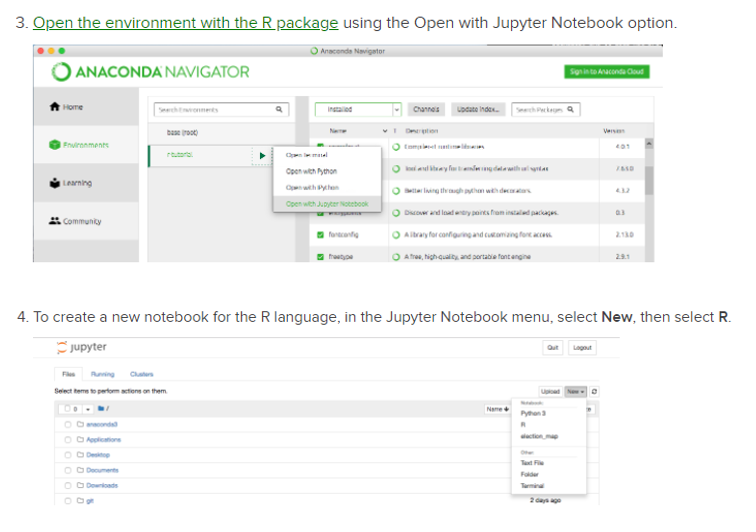 3. Open the environment with the R package using the Open with Jupyter Notebook option.
Anaconda Navigator
ANACONDA NAVIGATOR
Sign in to Anaconda Cloud
Home
Search Environments
Installed
Channels
Update Index...
Search Packages
base (root)
Name
T
Description
Version
Environments
r-tutorial
Open terminal
Open with Python
Open with IPython
Open with Jupyter Notebook
Compiler runtime libraries
4.0.1
Tool and library for transferring data with url syntax
7.65.0
Learning
Better living through python with decorators.
4.3.2
Discover and load entry points from installed packages.
0.3
Community
fontconfig
A library for configuring and customizing font access.
2.13.0
freetype
A free, high-quality, and portable font engine
2.9.1
4. To create a new notebook for the R language, in the Jupyter Notebook menu, select New, then select R.
jupyter
Quit
Logout
Files
Running
Clusters
Select items to perform actions on them.
Upload
New
0
/
Name
Notebook:
Python 3
R
election_map
Other:
Text File
Folder
Terminal
anaconda3
Applications
Desktop
Documents
Downloads
git
2 days ago